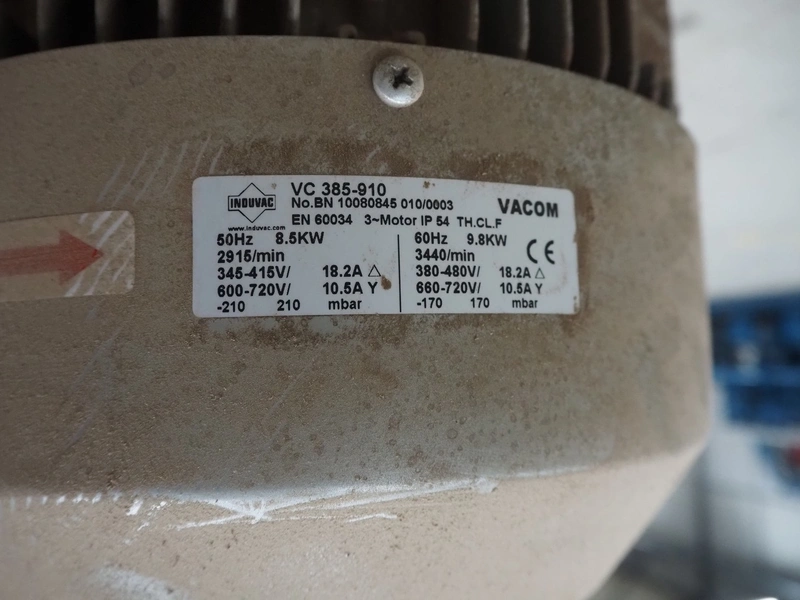 INDUVAC
www.induvac.com
VC 385-910
No.BN 10080845 010/0003
VACOM
EN 60034 3~Motor IP 54 TH.CL.F
50Hz 8.5KW
2915/min
345-415V/ 18.2A △
600-720V/ 10.5A Y
-210 210 mbar
60Hz 9.8KW
3440/min
CE
380-480V/ 18.2A △
660-720V/ 10.5A Y
-170 170 mbar